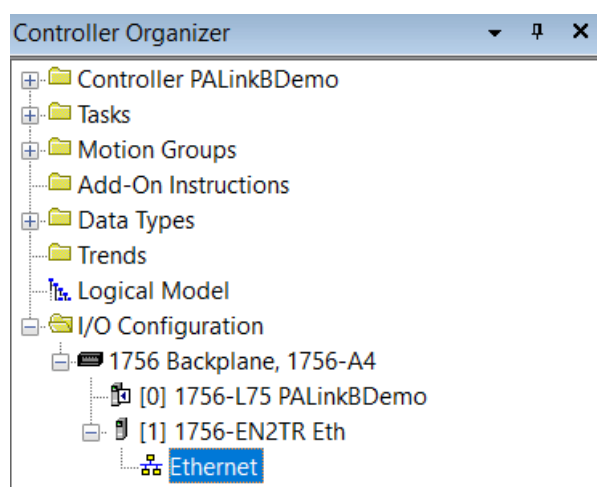 Controller Organizer
Controller PALinkBDemo
Tasks
Motion Groups
Add-On Instructions
Data Types
Trends
Logical Model
I/O Configuration
1756 Backplane, 1756-A4
[0] 1756-L75 PALinkBDemo
[1] 1756-EN2TR Eth
Ethernet